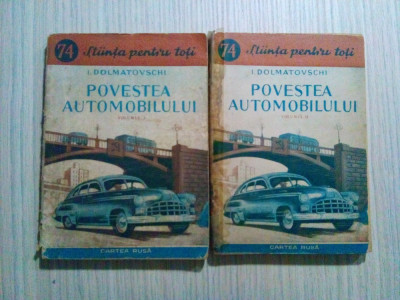 74 Știința pentru toți
I. DOLMATOVSCHI
POVESTEA
AUTOMOBILULUI
CARTEA RUSĂ
74 Știința pentru toți
I. DOLMATOVSCHI
POVESTEA
AUTOMOBILULUI
CARTEA RUSĂ